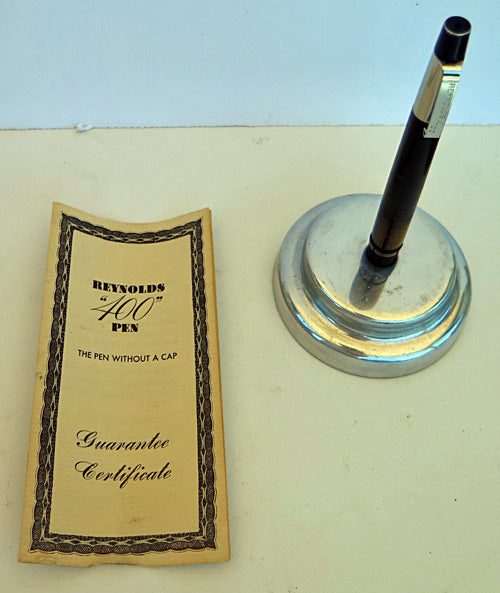 REYNOLDS
"400"
PEN
THE PEN WITHOUT A CAP
Guarantee
Certificate